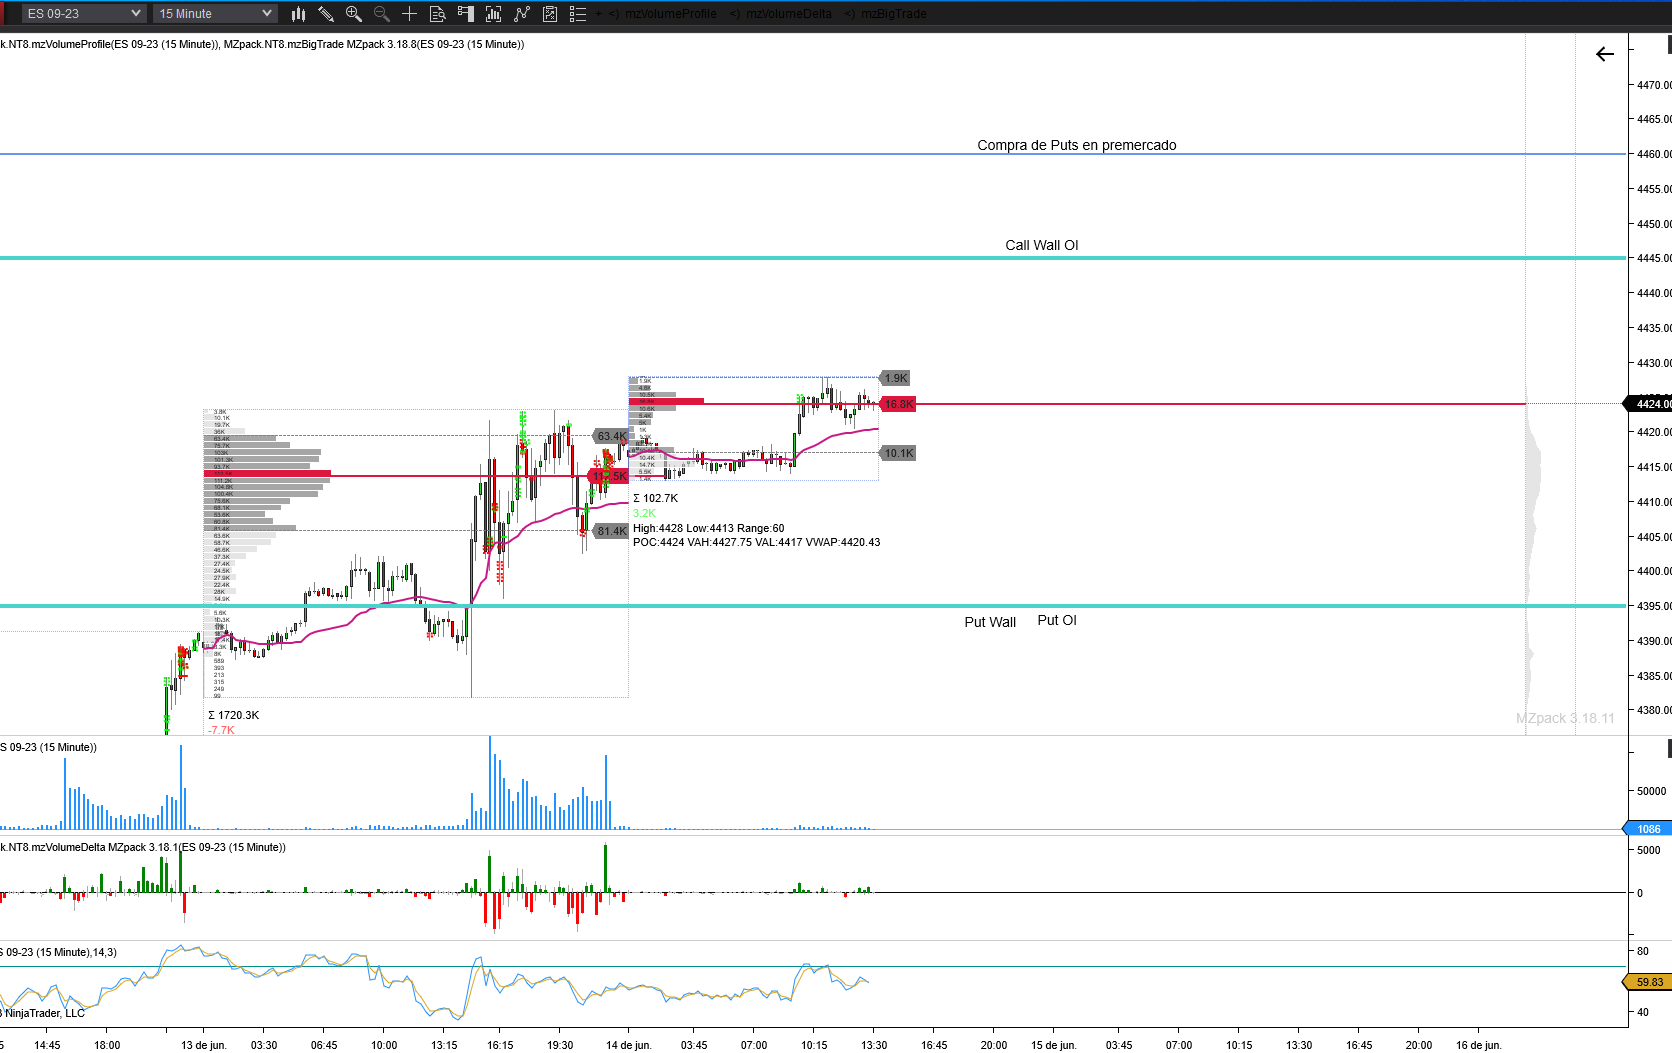 ES 09-23 15 Minute mzVolumeProfile mzVolumeDelta mzBigTrade
k.NT8.mzVolumeProfile(ES 09-23 (15 Minute)), MZpack.NT8.mzBigTrade MZpack 3.18.8(ES 09-23 (15 Minute))
4470.00
4465.00
Compra de Puts en premercado
4460.00
4455.00
4450.00
Call Wall OI
4445.00
4440.00
4435.00
4430.00
1.9K
16.8K
4424.00
63.4K
4420.00
10.1K
4415.00
Σ 102.7K
3.2K
4410.00
High:4428 Low:4413 Range:60
81.4K
POC:4424 VAH:4427.75 VAL:4417 VWAP:4420.43
4405.00
4400.00
4395.00
Put Wall Put OI
4390.00
4385.00
4380.00
Σ 1720.3K
-7.7K
MZpack 3.18.11
S 09-23 (15 Minute))
50000
1086
k.NT8.mzVolumeDelta MZpack 3.18.1(ES 09-23 (15 Minute))
5000
0
S 09-23 (15 Minute),14,3)
80
59.83
40
NinjaTrader, LLC
14:45 18:00 13 de jun. 03:30 06:45 10:00 13:15 16:15 19:30 14 de jun. 03:45 07:00 10:15 13:30 16:45 20:00 15 de jun. 03:45 07:00 10:15 13:30 16:45 20:00 16 de jun.